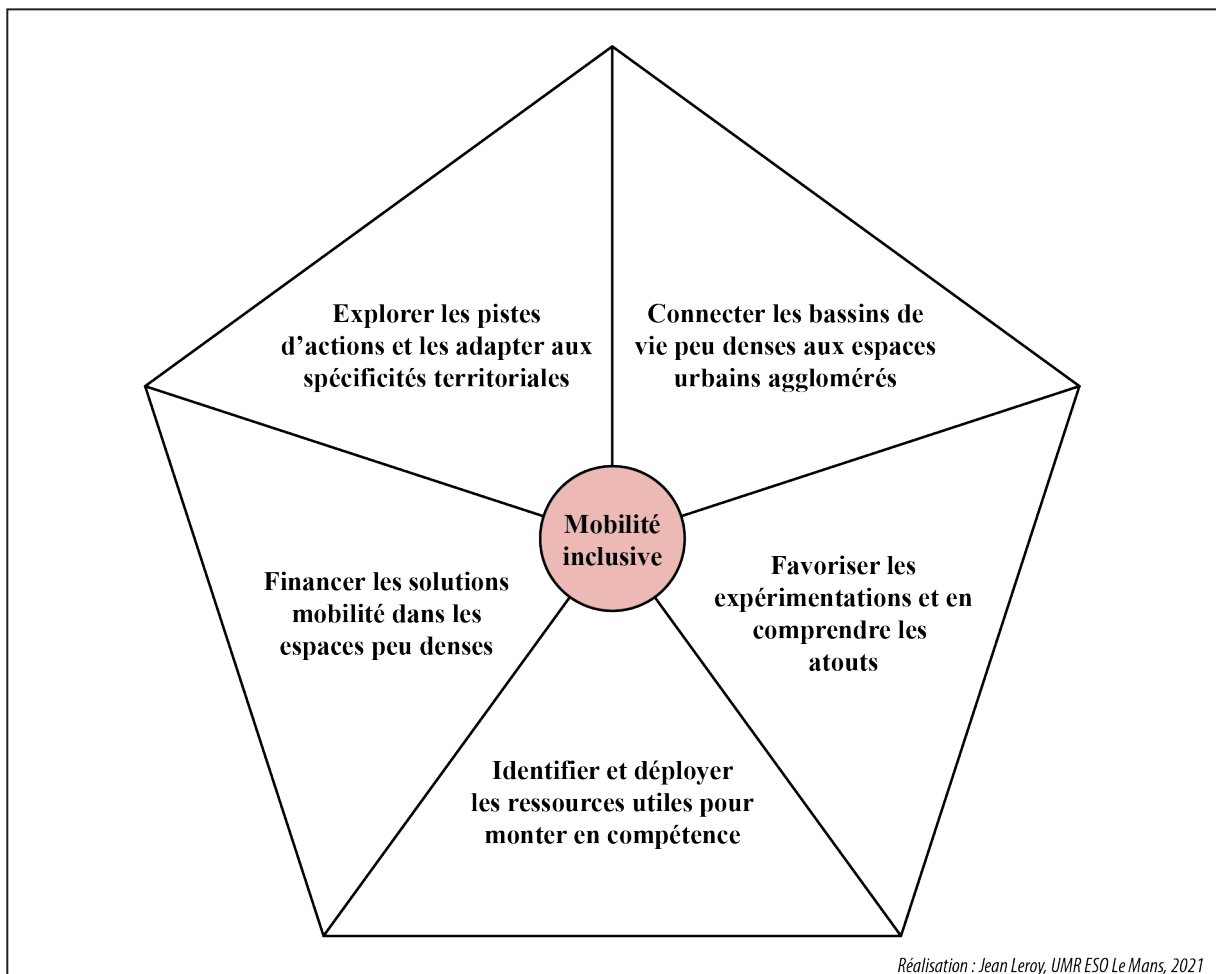 Explorer les pistes
d’actions et les adapter aux
spécificités territoriales
Connecter les bassins de
vie peu denses aux espaces
urbains agglomérés
Mobilité
inclusive
Financer les solutions
mobilité dans les
espaces peu denses
Favoriser les
expérimentations et en
comprendre les
atouts
Identifier et déployer
les ressources utiles pour
monter en compétence
Réalisation : Jean Leroy, UMR ESO Le Mans, 2021